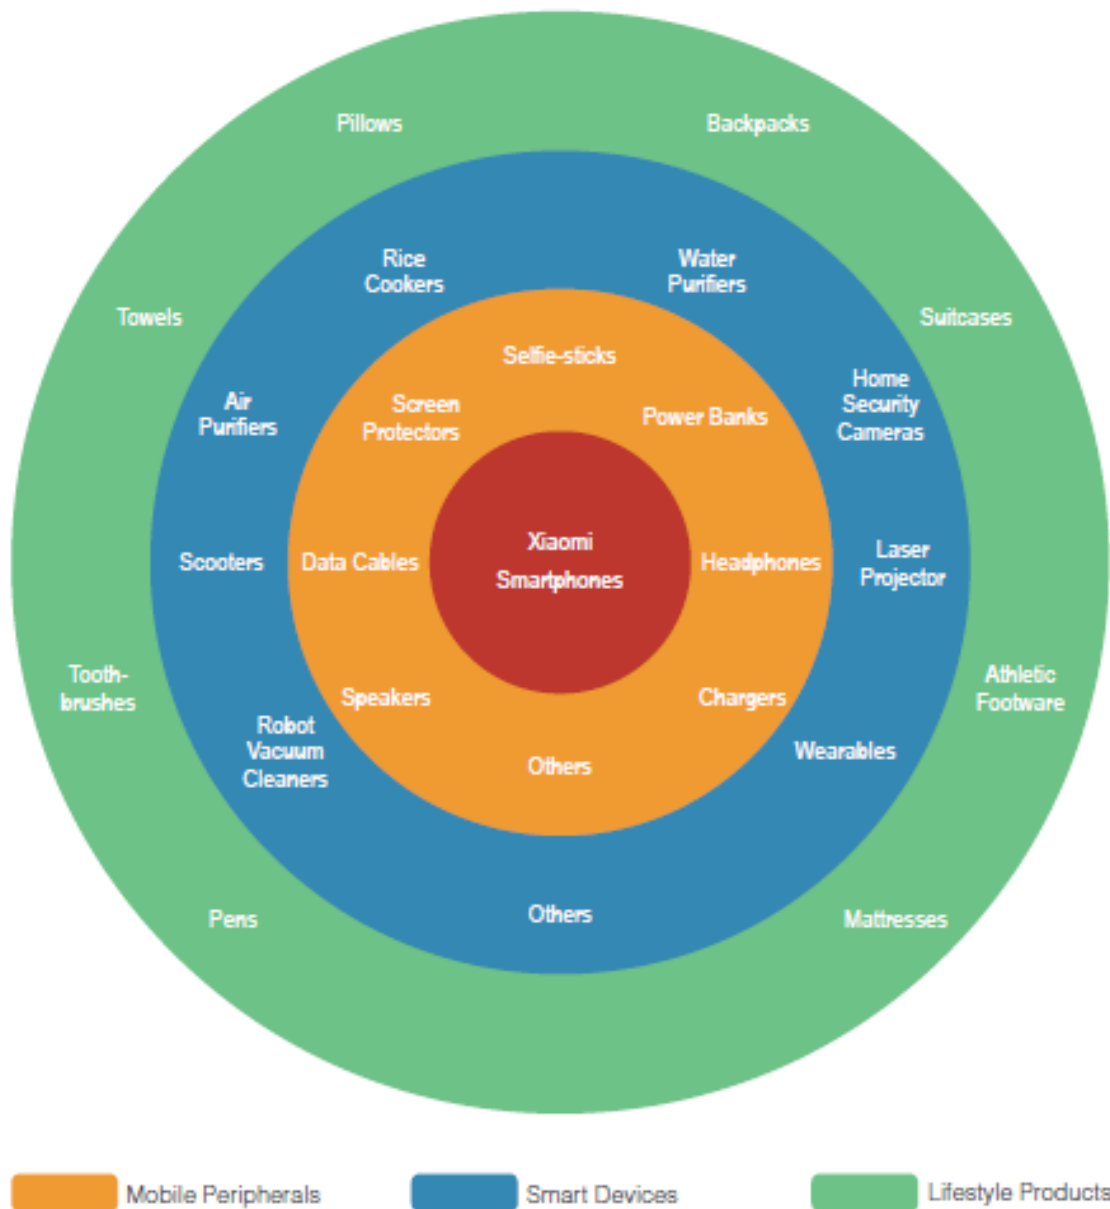 Pillows
Backpacks
Rice
Cookers
Water
Purifiers
Towels
Suitcases
Selfie-sticks
Home
Security
Cameras
Air
Purifiers
Screen
Protectors
Power Banks
Xiaomi
Smartphones
Scooters
Data Cables
Headphones
Laser
Projector
Tooth-
brushes
Athletic
Footware
Speakers
Chargers
Robot
Vacuum
Cleaners
Wearables
Others
Pens
Others
Mattresses
Mobile Peripherals
Smart Devices
Lifestyle Products